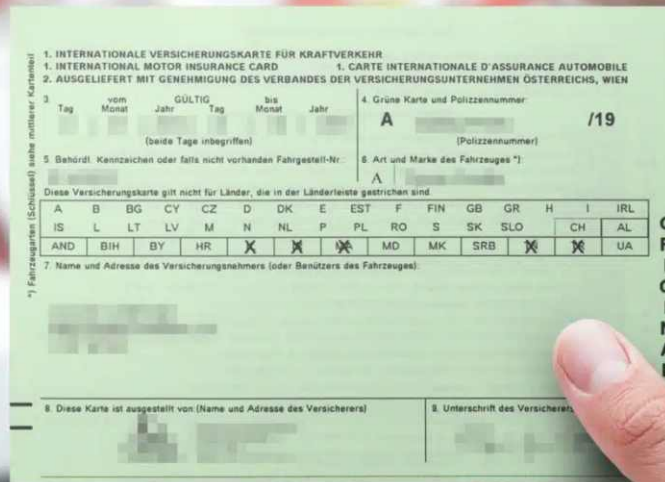 1. INTERNATIONALE VERSICHERUNGSKARTE FÜR KRAFTVERKEHR
1. INTERNATIONAL MOTOR INSURANCE CARD 1. CARTE INTERNATIONALE D'ASSURANCE AUTOMOBILE
2. AUSGELIEFERT MIT GENEHMIGUNG DES VERBANDES DER VERSICHERUNGSUNTERNEHMEN ÖSTERREICHS, WIEN
3. vom GÜLTIG bis
Tag Monat Jahr Tag Monat Jahr
(beide Tage inbegriffen)
4. Grüne Karte und Polizzennummer:
A /19
(Polizzennummer)
5. Behördl. Kennzeichen oder falls nicht vorhanden Fahrgestell-Nr.:
6. Art und Marke des Fahrzeuges *):
A
Diese Versicherungskarte gilt nicht für Länder, die in der Länderleiste gestrichen sind.
A B BG CY CZ D DK E EST F FIN GB GR H I IRL
IS L LT LV M N NL P PL RO S SK SLO CH AL
AND BIH BY HR MD MK SRB UA
7. Name und Adresse des Versicherungsnehmers (oder Benützers des Fahrzeuges):
8. Diese Karte ist ausgestellt von (Name und Adresse des Versicherers)
9. Unterschrift des Versicherers
*) Fahrzeugarten (Schlüssel) siehe mittlerer Kartenteil